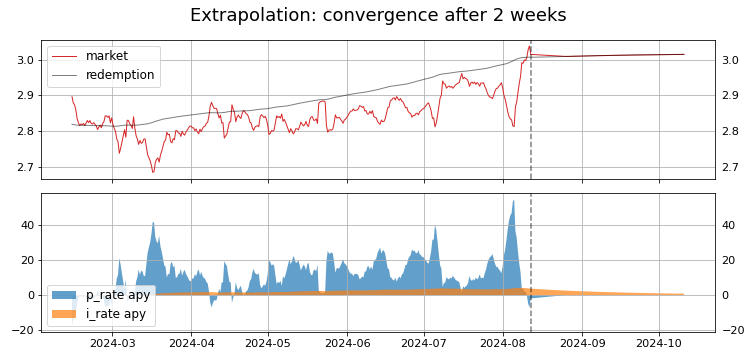 Extrapolation: convergence after 2 weeks
market
redemption
3.0 3.0
2.9 2.9
2.8 2.8
2.7 2.7
40 40
20 20
0 0
−20 −20
p_rate apy
i_rate apy
2024-03 2024-04 2024-05 2024-06 2024-07 2024-08 2024-09 2024-10